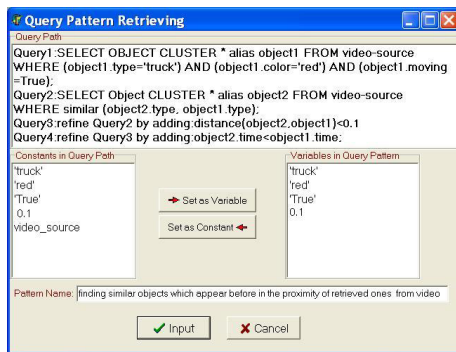 Query Pattern Retrieving
Query Path
Query1:SELECT OBJECT CLUSTER * alias object1 FROM video-source
WHERE (object1.type='truck') AND (object1.color='red') AND (object1.moving
=True);
Query2:SELECT Object CLUSTER * alias object2 FROM video-source
WHERE similar (object2.type, object1.type);
Query3:refine Query2 by adding:distance(object2,object1)<0.1
Query4:refine Query3 by adding:object2.time<object1.time;
Constants in Query Path
'truck'
'red'
'True'
0.1
video_source
Set as Variable
Set as Constant
Variables in Query Pattern
'truck'
'red'
'True'
0.1
Pattern Name: finding similar objects which appear before in the proximity of retrieved ones from video
Input
Cancel